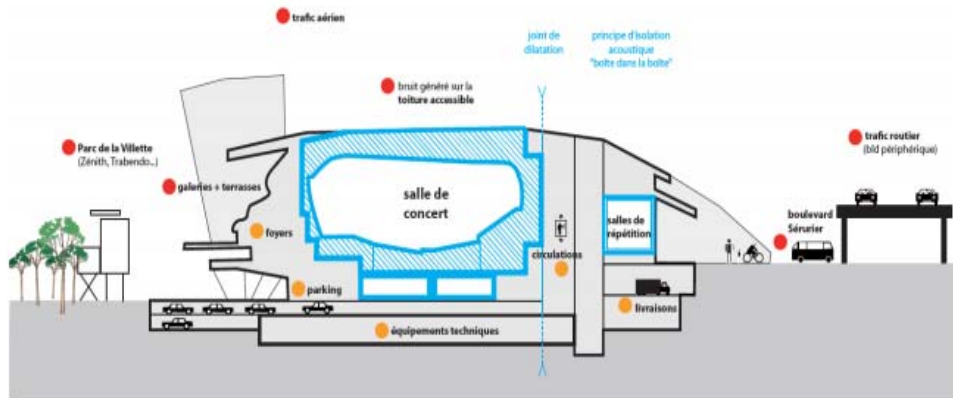 trafic aérien
joint de
dilatation
principe d'isolation
acoustique
"boîte dans la boîte"
bruit généré sur la
toiture accessible
Parc de la Villette
(Zénith, Trabendo...)
trafic routier
(bld périphérique)
galeries + terrasses
salle de
concert
salles de
répétition
boulevard
Sérurier
foyers
circulations
parking
livraisons
équipements techniques